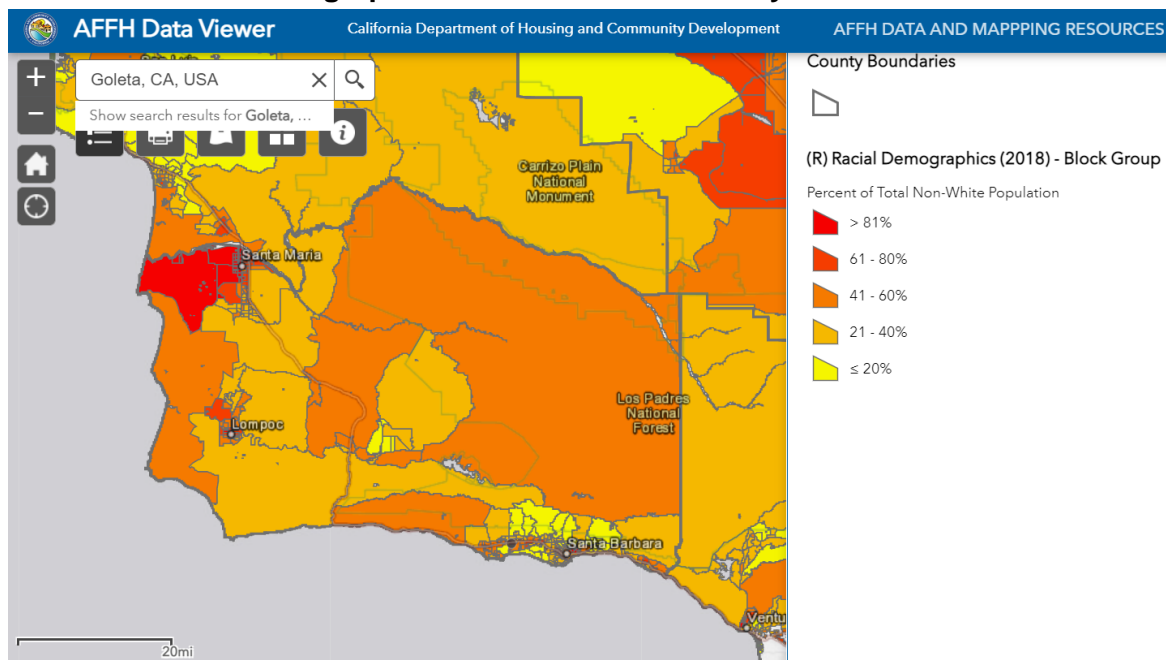 AFFH Data Viewer
California Department of Housing and Community Development
AFFH DATA AND MAPPPING RESOURCES
+
−
Goleta, CA, USA
Show search results for Goleta, …
Carrizo Plain
National
Monument
Santa Maria
Los Padres
National
Forest
Lompoc
Santa Barbara
Ventu
20mi
County Boundaries
(R) Racial Demographics (2018) - Block Group
Percent of Total Non-White Population
> 81%
61 - 80%
41 - 60%
21 - 40%
≤ 20%